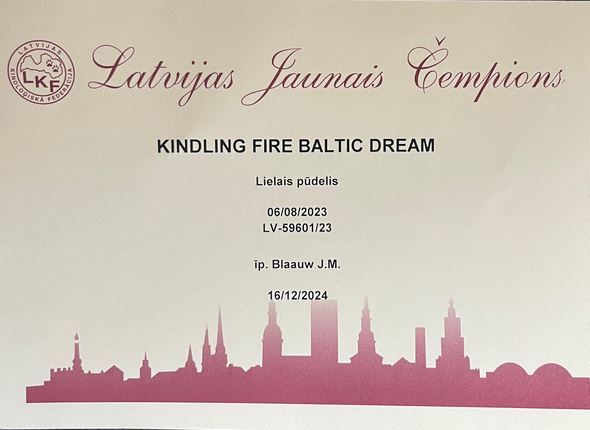 LATVIJAS
KINOLOĢISKĀ FEDERĀCIJA
LKF
Latvijas Jaunais Čempions
KINDLING FIRE BALTIC DREAM
Lielais pūdelis
06/08/2023
LV-59601/23
īp. Blaauw J.M.
16/12/2024